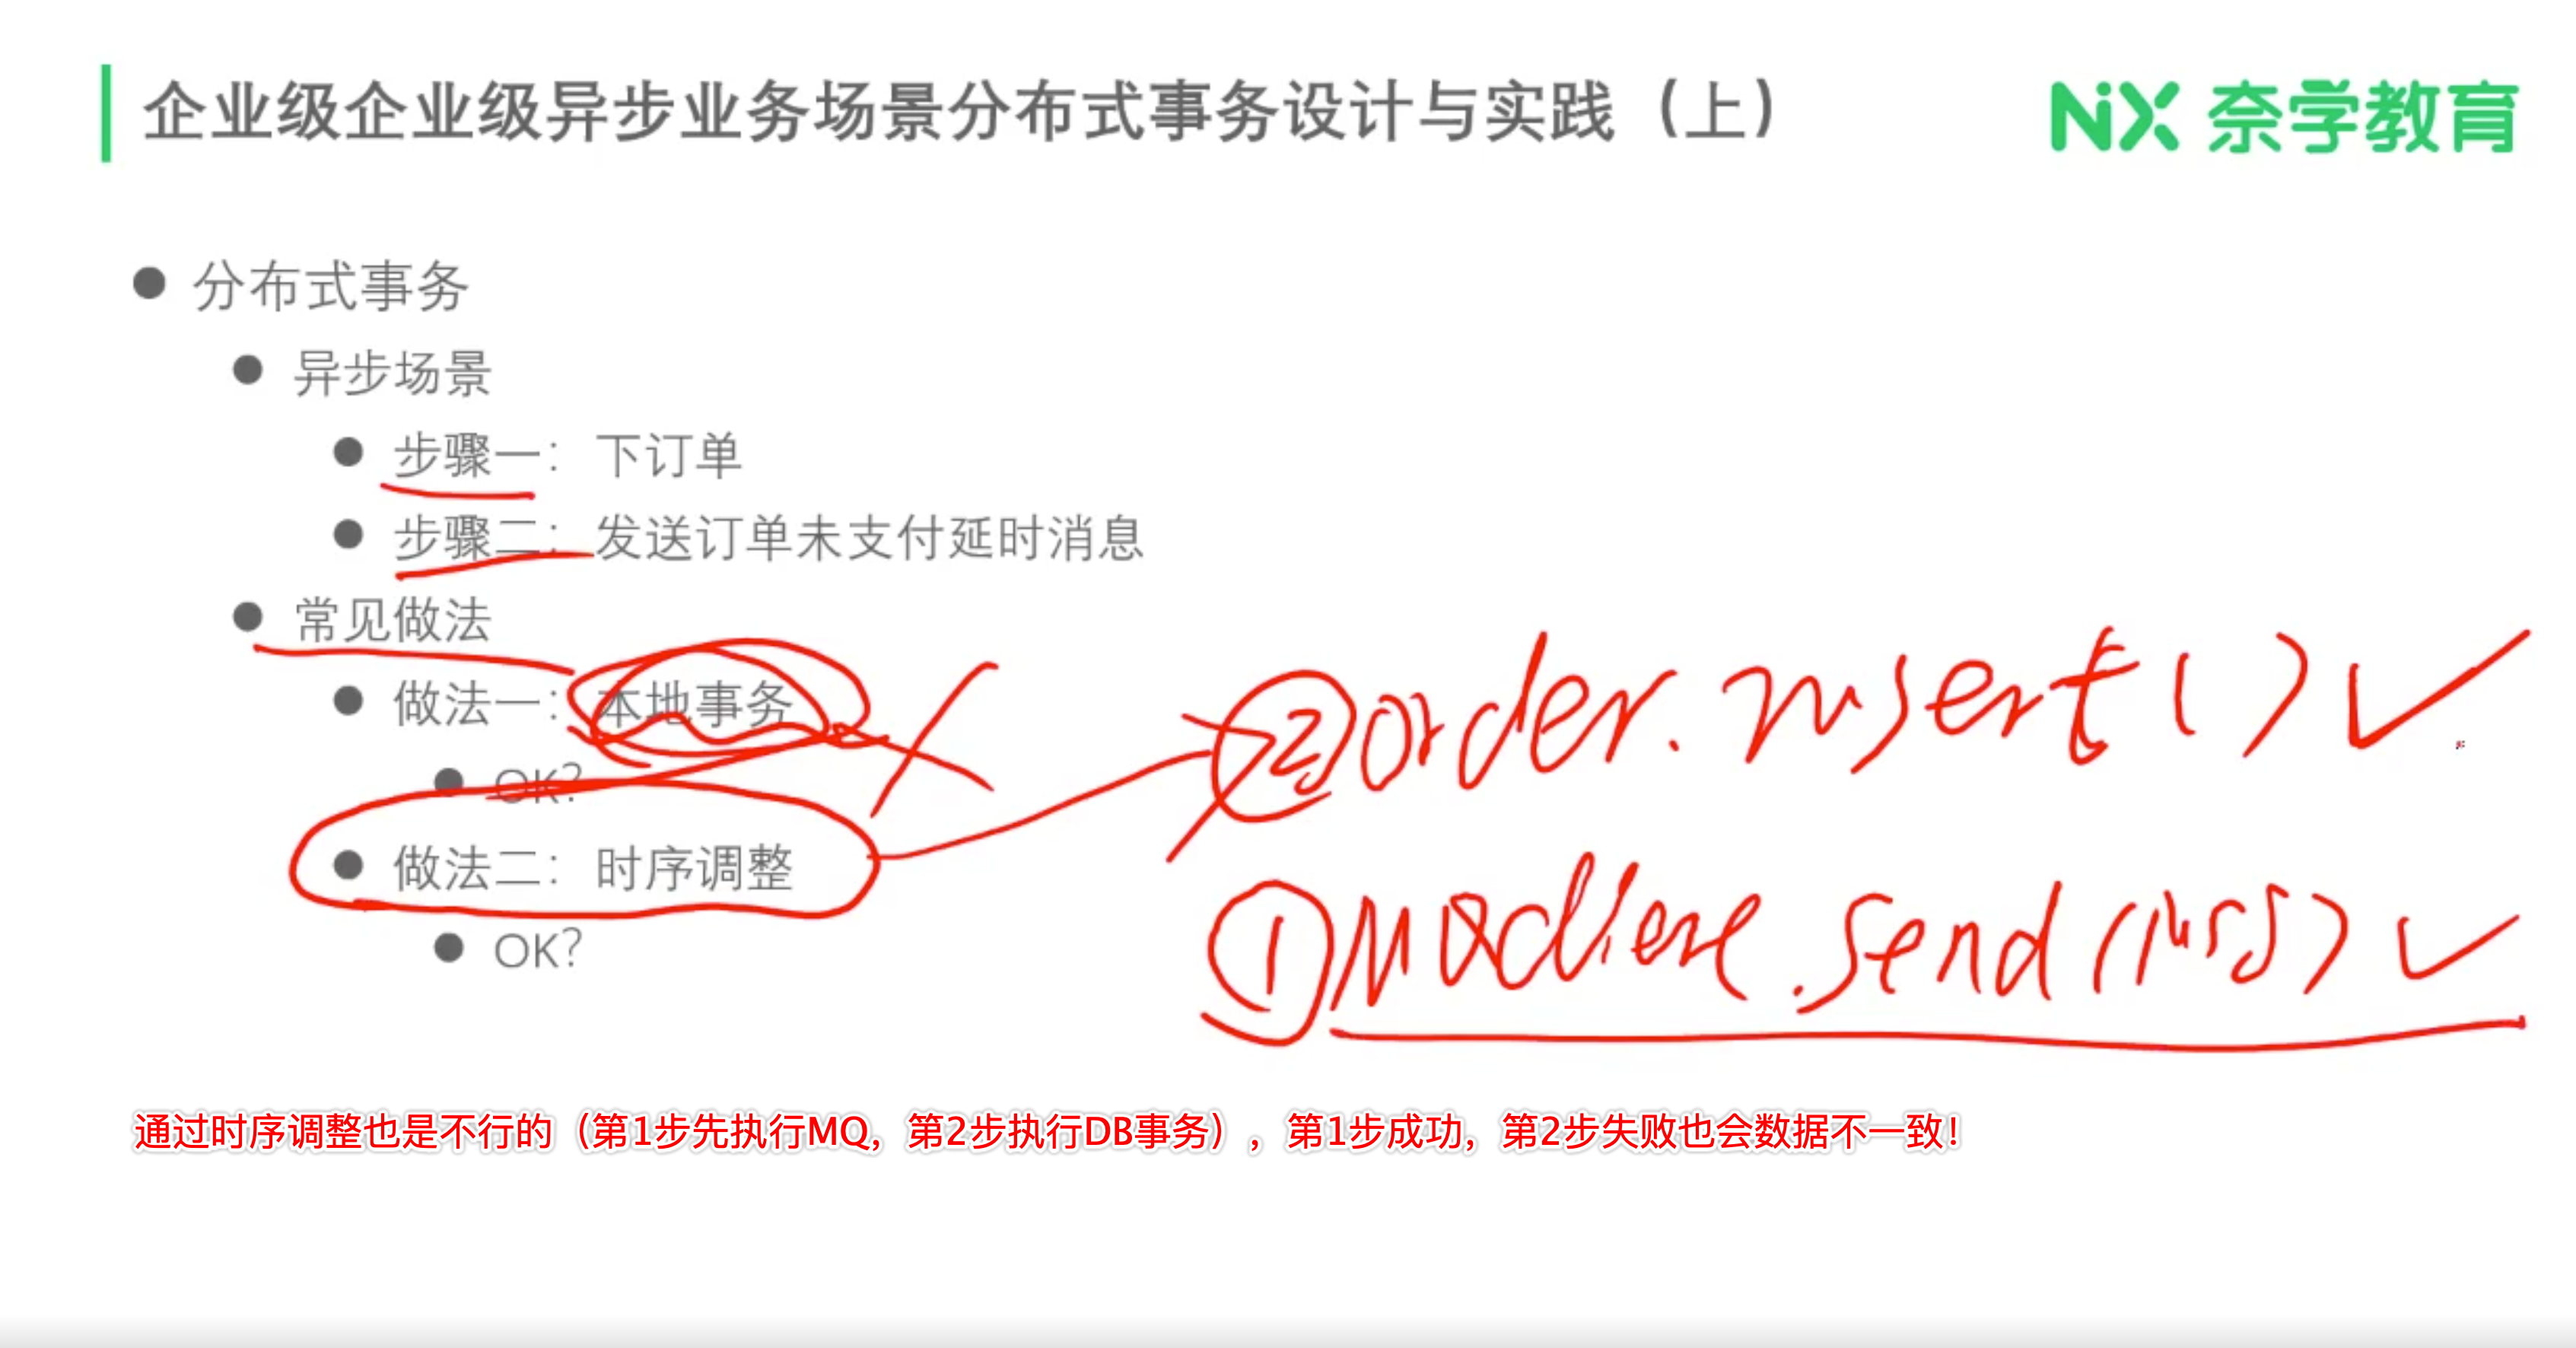 企业级企业级异步业务场景分布式事务设计与实践（上）
NiX 奈学教育
分布式事务
异步场景
步骤一：下订单
步骤二：发送订单未支付延时消息
常见做法
做法一：本地事务
OK?
做法二：时序调整
OK?
②order.insert()
①MQclient.send(msg)
通过时序调整也是不行的（第1步先执行MQ，第2步执行DB事务），第1步成功，第2步失败也会数据不一致！